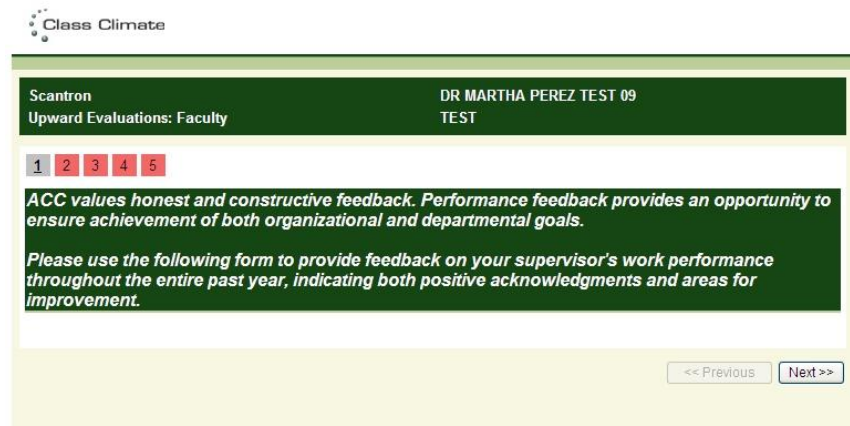 Class Climate
Scantron
DR MARTHA PEREZ TEST 09
Upward Evaluations: Faculty
TEST
1 2 3 4 5
ACC values honest and constructive feedback. Performance feedback provides an opportunity to
ensure achievement of both organizational and departmental goals.
Please use the following form to provide feedback on your supervisor's work performance
throughout the entire past year, indicating both positive acknowledgments and areas for
improvement.
<< Previous
Next >>